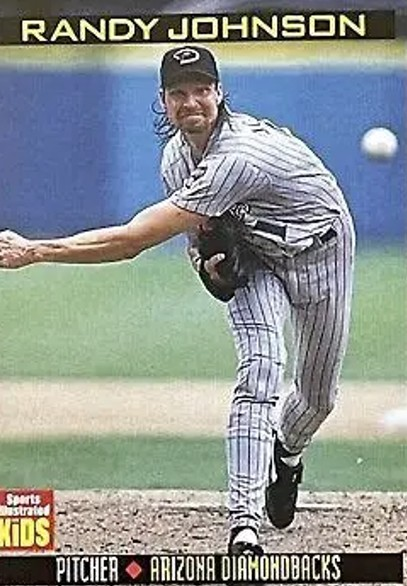 RANDY JOHNSON
Sports
Illustrated
KIDS
PITCHER ♦ ARIZONA DIAMONDBACKS